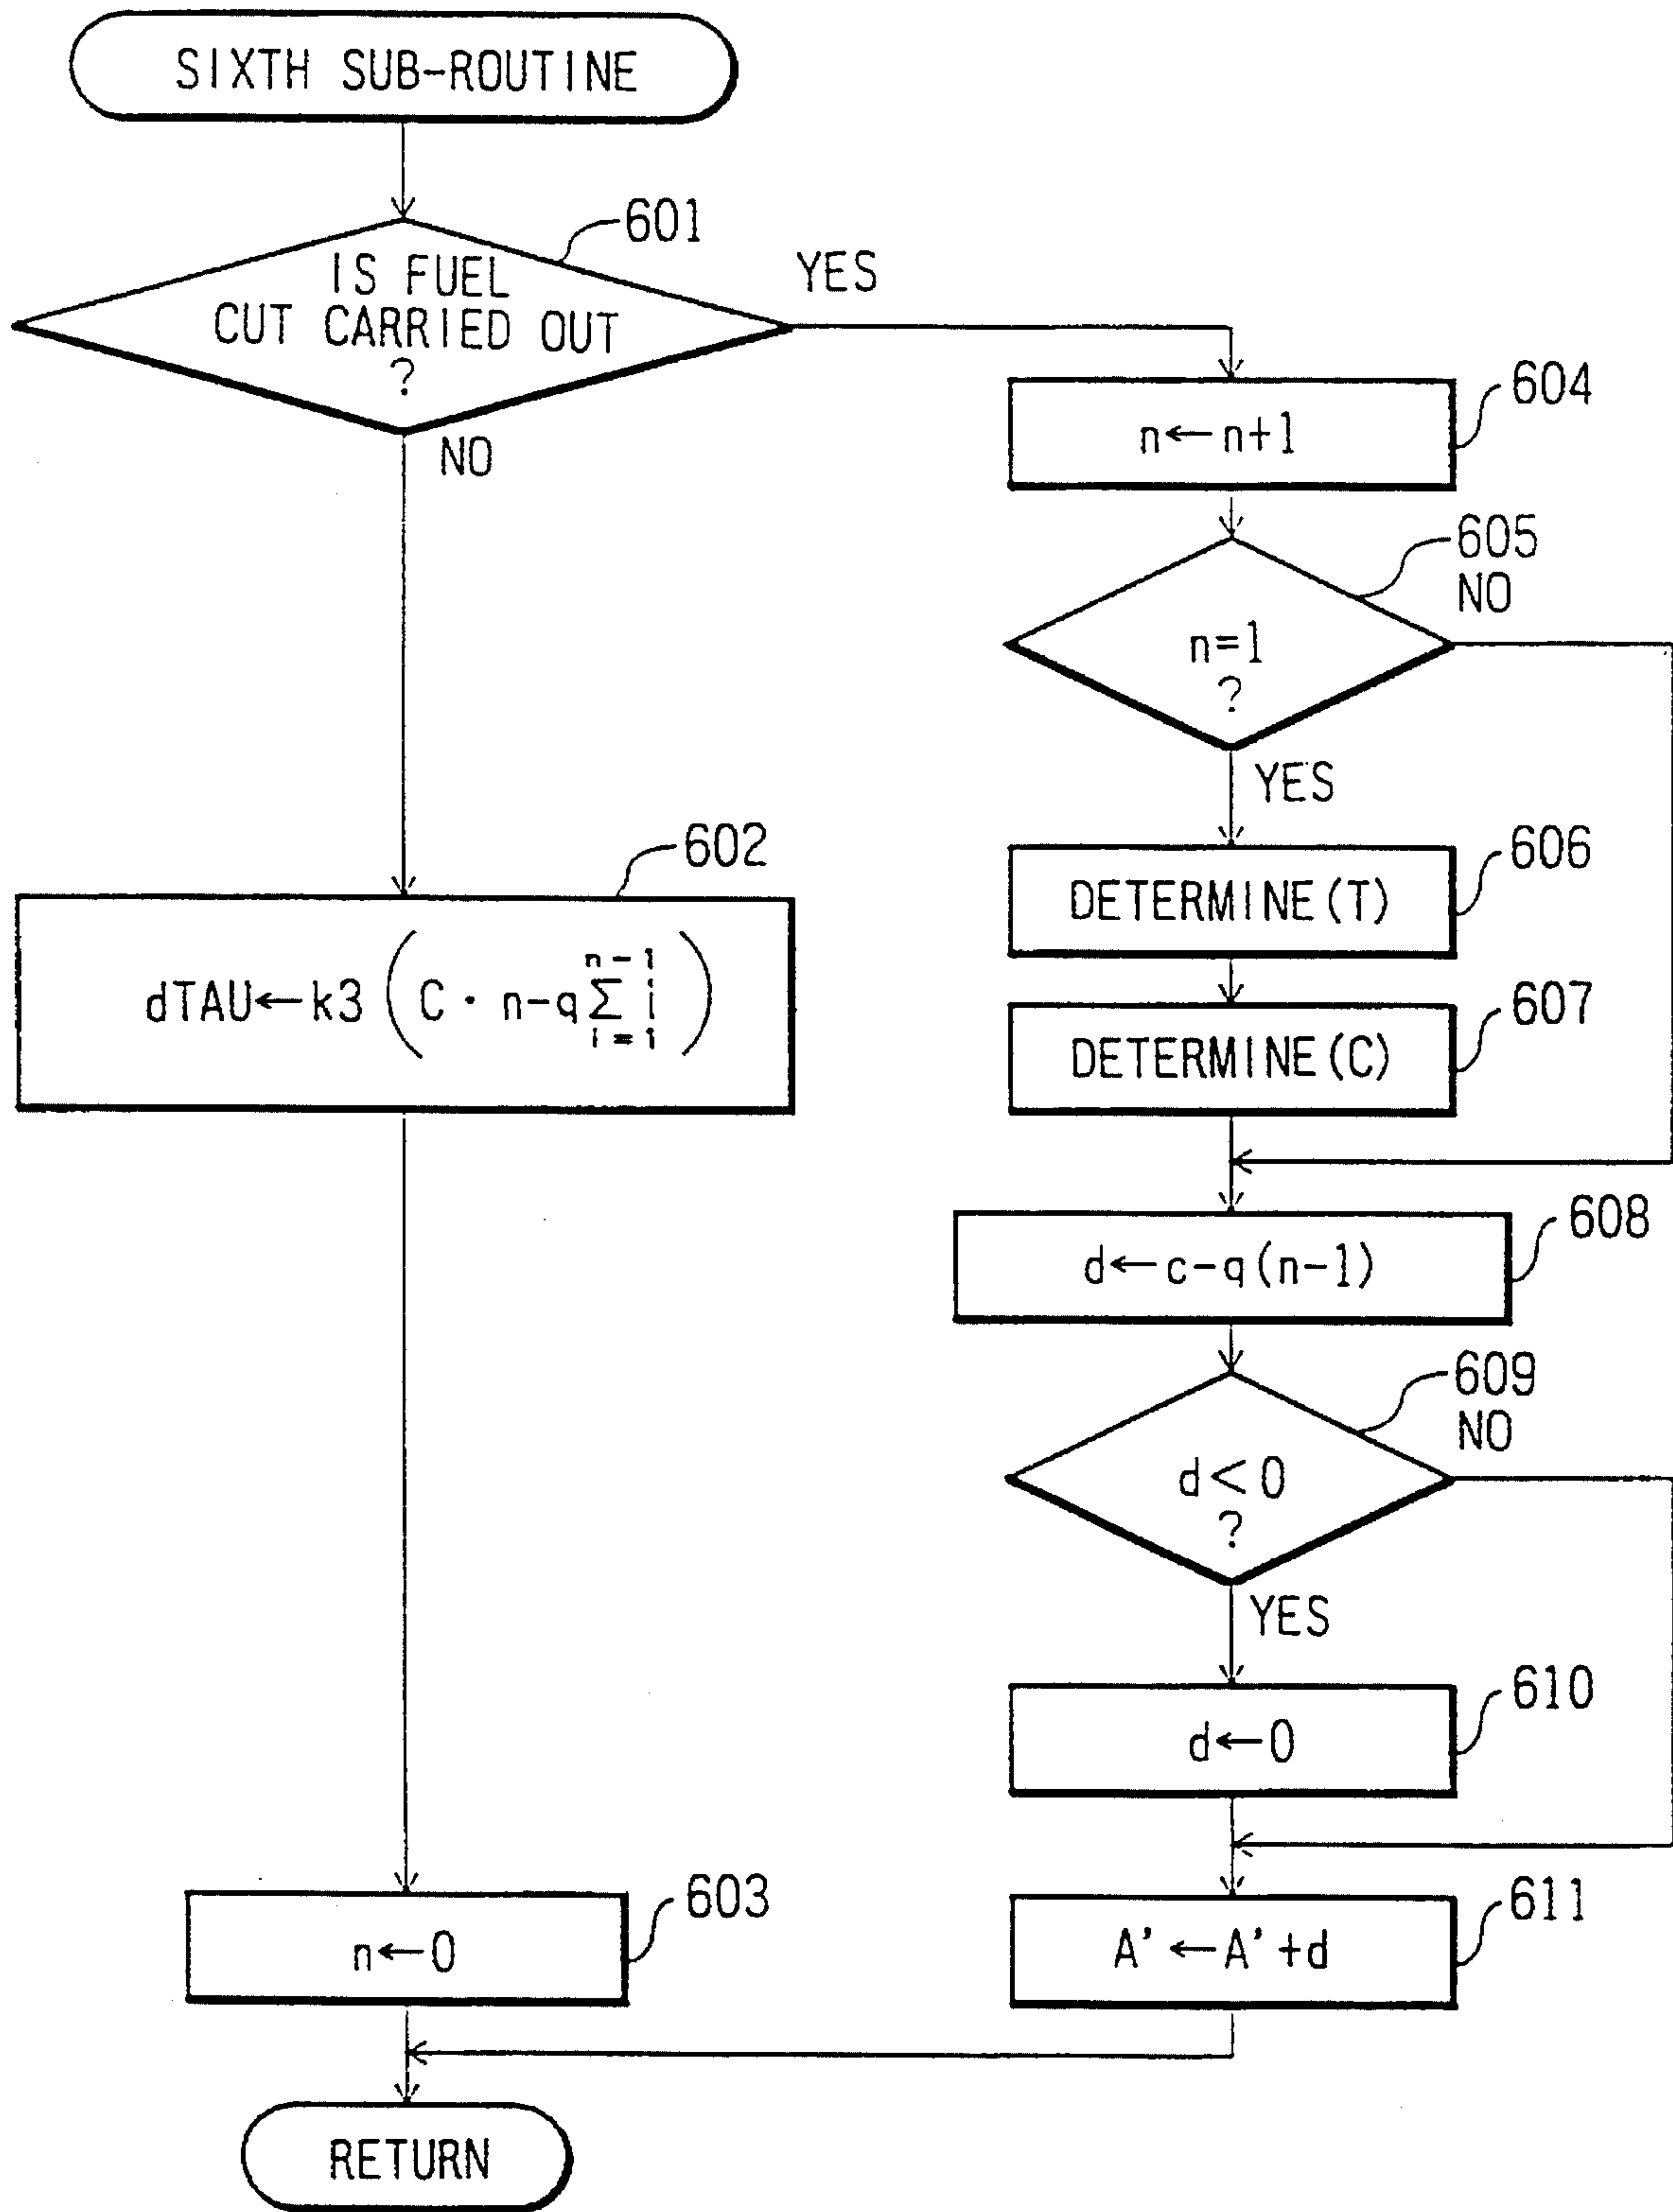 SIXTH SUB-ROUTINE
601
IS FUEL
CUT CARRIED OUT
?
YES
NO
602
dTAU←k3 (C · n-q Σ i)
n-1
i=1
603
n←0
604
n←n+1
605
NO
n=1
?
YES
606
DETERMINE(T)
607
DETERMINE(C)
608
d←c-q(n-1)
609
NO
d<0
?
YES
610
d←0
611
A'←A'+d
RETURN